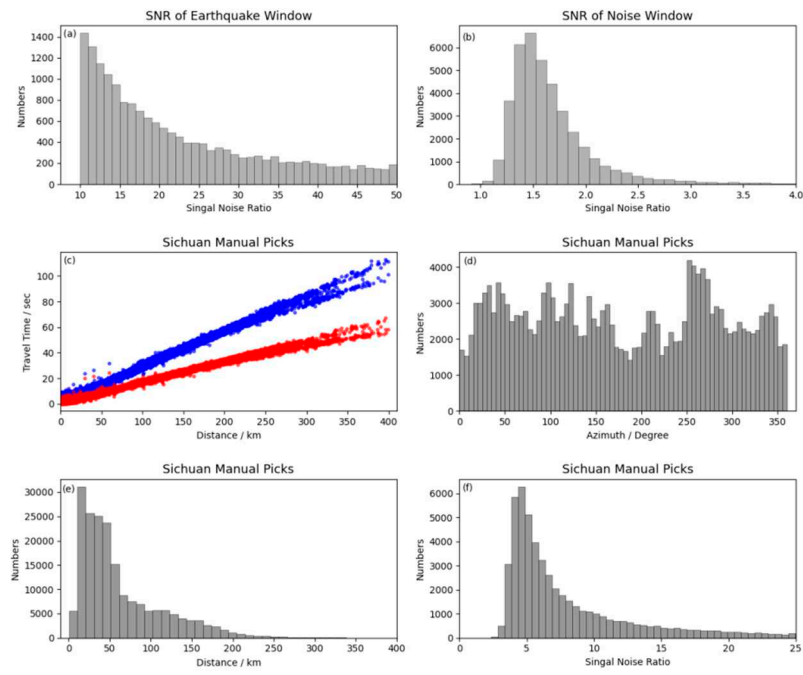 SNR of Earthquake Window
(a)
Numbers
1400
1200
1000
800
600
400
200
0
10 15 20 25 30 35 40 45 50
Singal Noise Ratio
SNR of Noise Window
(b)
Numbers
6000
5000
4000
3000
2000
1000
0
1.0 1.5 2.0 2.5 3.0 3.5 4.0
Singal Noise Ratio
Sichuan Manual Picks
(c)
Travel Time / sec
100
80
60
40
20
0
0 50 100 150 200 250 300 350 400
Distance / km
Sichuan Manual Picks
(d)
Numbers
4000
3000
2000
1000
0
0 50 100 150 200 250 300 350
Azimuth / Degree
Sichuan Manual Picks
(e)
Numbers
30000
25000
20000
15000
10000
5000
0
0 50 100 150 200 250 300 350 400
Distance / km
Sichuan Manual Picks
(f)
Numbers
6000
5000
4000
3000
2000
1000
0
0 5 10 15 20 25
Singal Noise Ratio